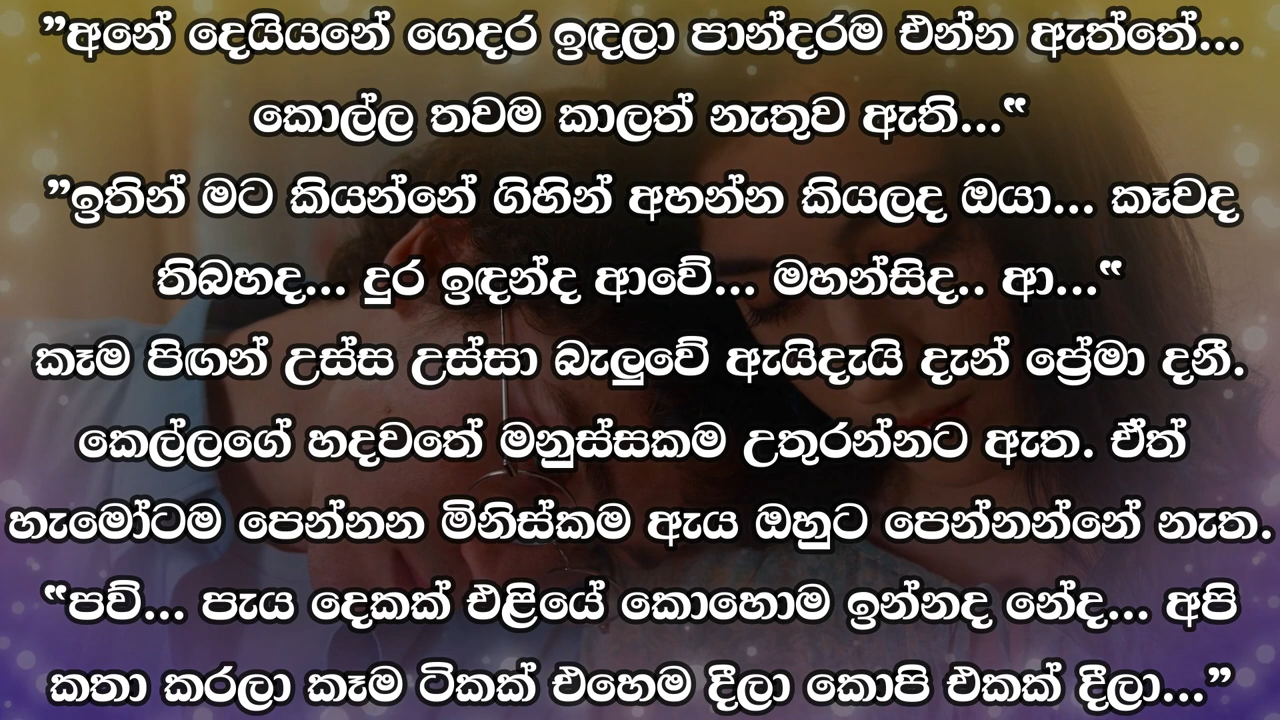 ”අනේ දෙයියනේ ගෙදර ඉඳලා පාන්දරම එන්න ඇත්තේ...
කොල්ල තවම කාලත් නැතුව ඇති...“
”ඉතින් මට කියන්නේ ගිහින් අහන්න කියලද ඔයා... කෑවද
තිබහද... දුර ඉඳන්ද ආවේ... මහන්සිද.. ආ...“
කෑම පිඟන් උස්ස උස්සා බැලුවේ ඇයිදැයි දැන් ප්‍රේමා දනී.
කෙල්ලගේ හදවතේ මනුස්සකම උතුරන්නට ඇත. ඒත්
හැමෝටම පෙන්නන මිනිස්කම ඇය ඔහුට පෙන්නන්නේ නැත.
“පව්... පැය දෙකක් එළියේ කොහොම ඉන්නද නේද... අපි
කතා කරලා කෑම ටිකක් එහෙම දීලා කොපි එකක් දීලා...”